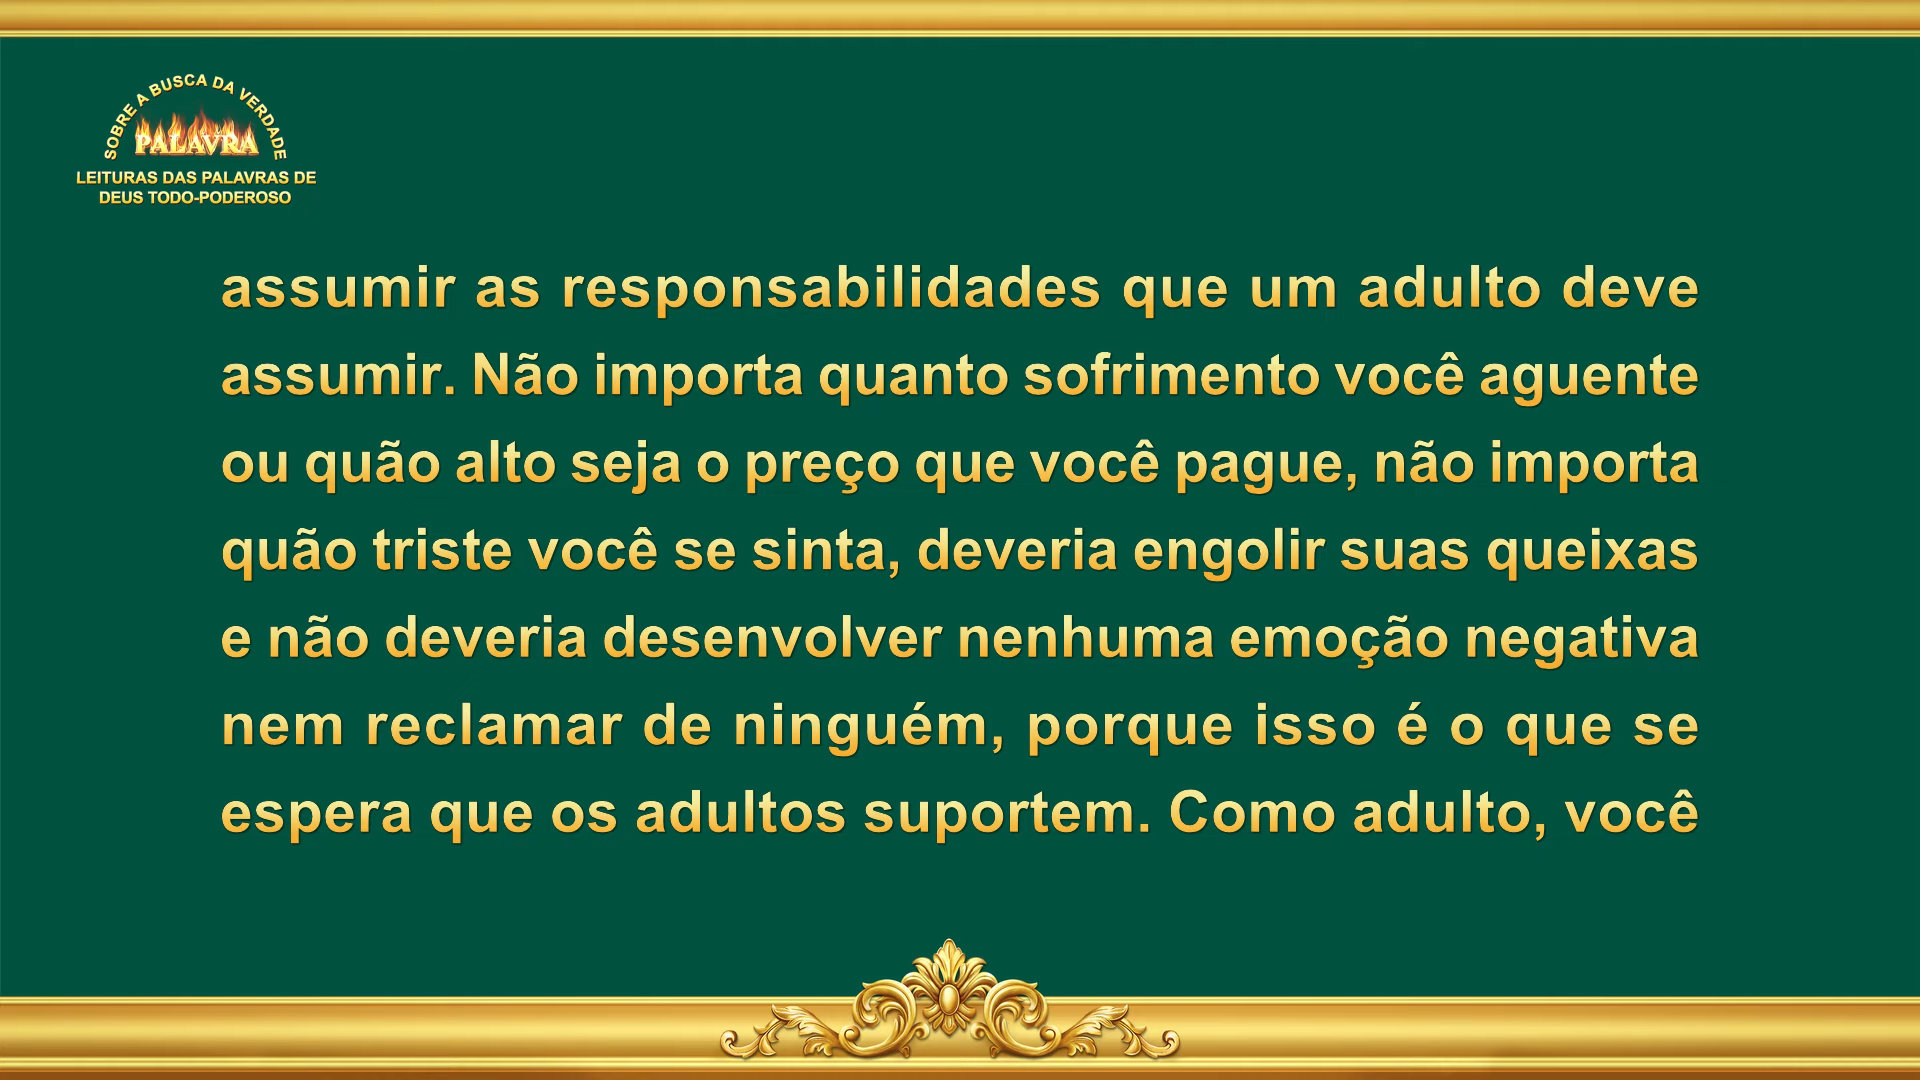 SOBRE A BUSCA DA VERDADE
PALAVRA
LEITURAS DAS PALAVRAS DE
DEUS TODO-PODEROSO
assumir as responsabilidades que um adulto deve
assumir. Não importa quanto sofrimento você aguente
ou quão alto seja o preço que você pague, não importa
quão triste você se sinta, deveria engolir suas queixas
e não deveria desenvolver nenhuma emoção negativa
nem reclamar de ninguém, porque isso é o que se
espera que os adultos suportem. Como adulto, você